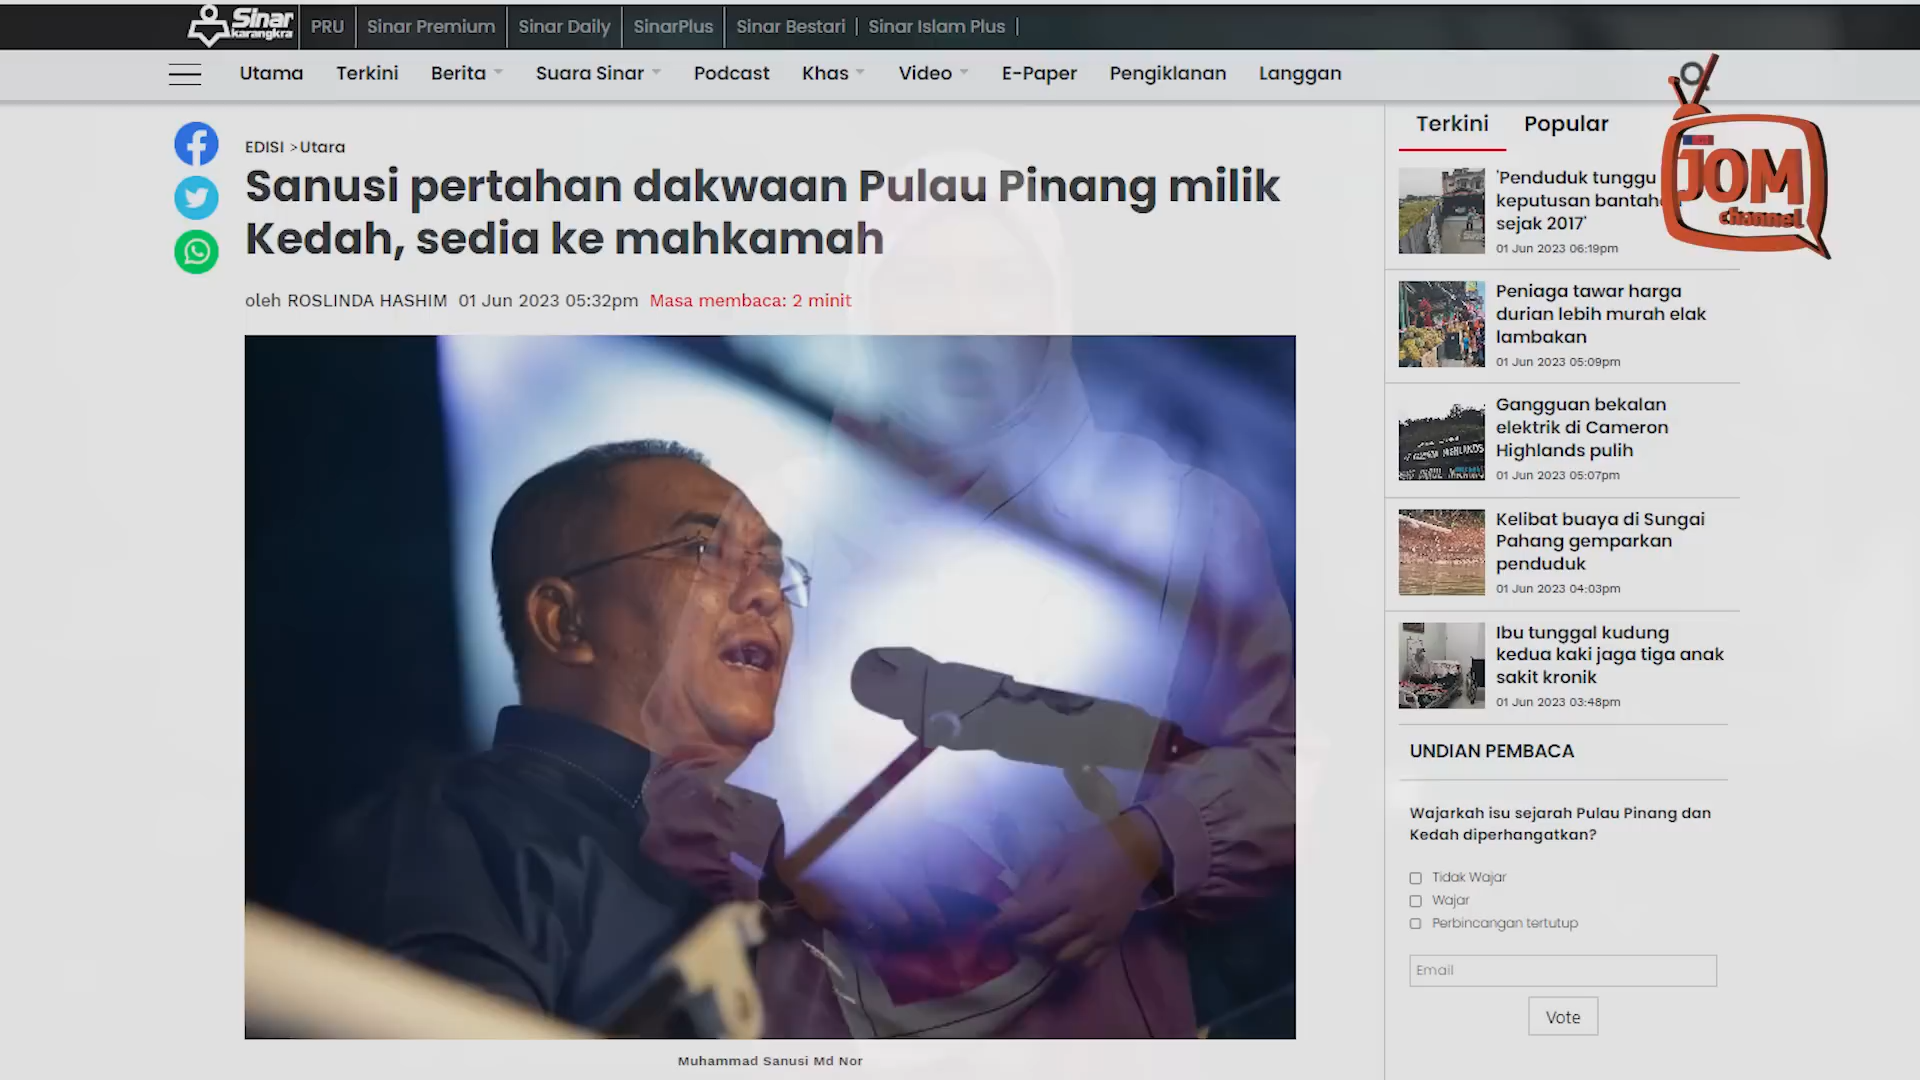 Sinar
karangkraf
PRU
Sinar Premium
Sinar Daily
SinarPlus
Sinar Bestari
Sinar Islam Plus
Utama
Terkini
Berita
Suara Sinar
Podcast
Khas
Video
E-Paper
Pengiklanan
Langgan
EDISI >Utara
Sanusi pertahan dakwaan Pulau Pinang milik
Kedah, sedia ke mahkamah
oleh ROSLINDA HASHIM 01 Jun 2023 05:32pm Masa membaca: 2 minit
Muhammad Sanusi Md Nor
Terkini
Popular
JOM
channel
'Penduduk tunggu
keputusan
sejak 2017'
01 Jun 2023 06:19pm
Peniaga tawar harga
durian lebih murah elak
lambakan
01 Jun 2023 05:09pm
Gangguan bekalan
elektrik di Cameron
Highlands pulih
01 Jun 2023 05:07pm
Kelibat buaya di Sungai
Pahang gemparkan
penduduk
01 Jun 2023 04:03pm
Ibu tunggal kudung
kedua kaki jaga tiga anak
sakit kronik
01 Jun 2023 03:48pm
UNDIAN PEMBACA
Wajarkah isu sejarah Pulau Pinang dan
Kedah diperhangatkan?
Tidak Wajar
Wajar
Perbincangan tertutup
Email
Vote